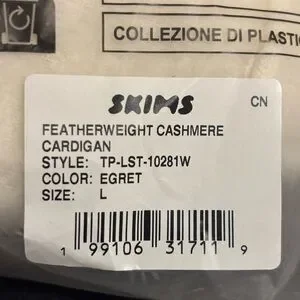 COLLEZIONE DI PLASTIC
SKIMS
CN
FEATHERWEIGHT CASHMERE
CARDIGAN
STYLE: TP-LST-10281W
COLOR: EGRET
SIZE: L
1 99106 31711 9